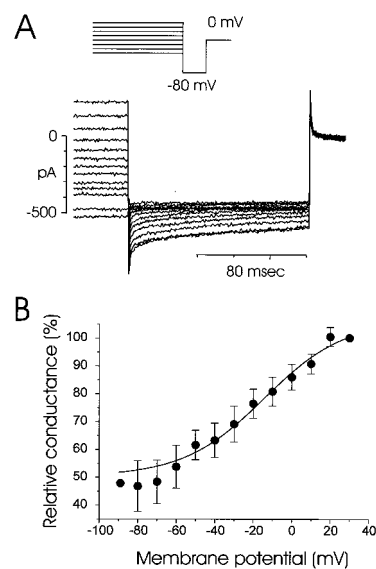 A
0 mV
-80 mV
0
pA
-500
80 msec
B
Relative conductance (%)
100
90
80
70
60
50
40
-100 -80 -60 -40 -20 0 20 40
Membrane potential (mV)